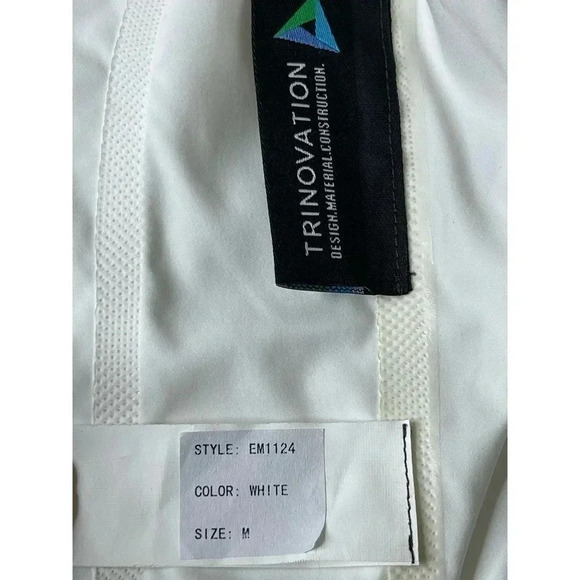 TRINOVATION
DESIGN.MATERIAL.CONSTRUCTION.
STYLE: EM1124
COLOR: WHITE
SIZE: M